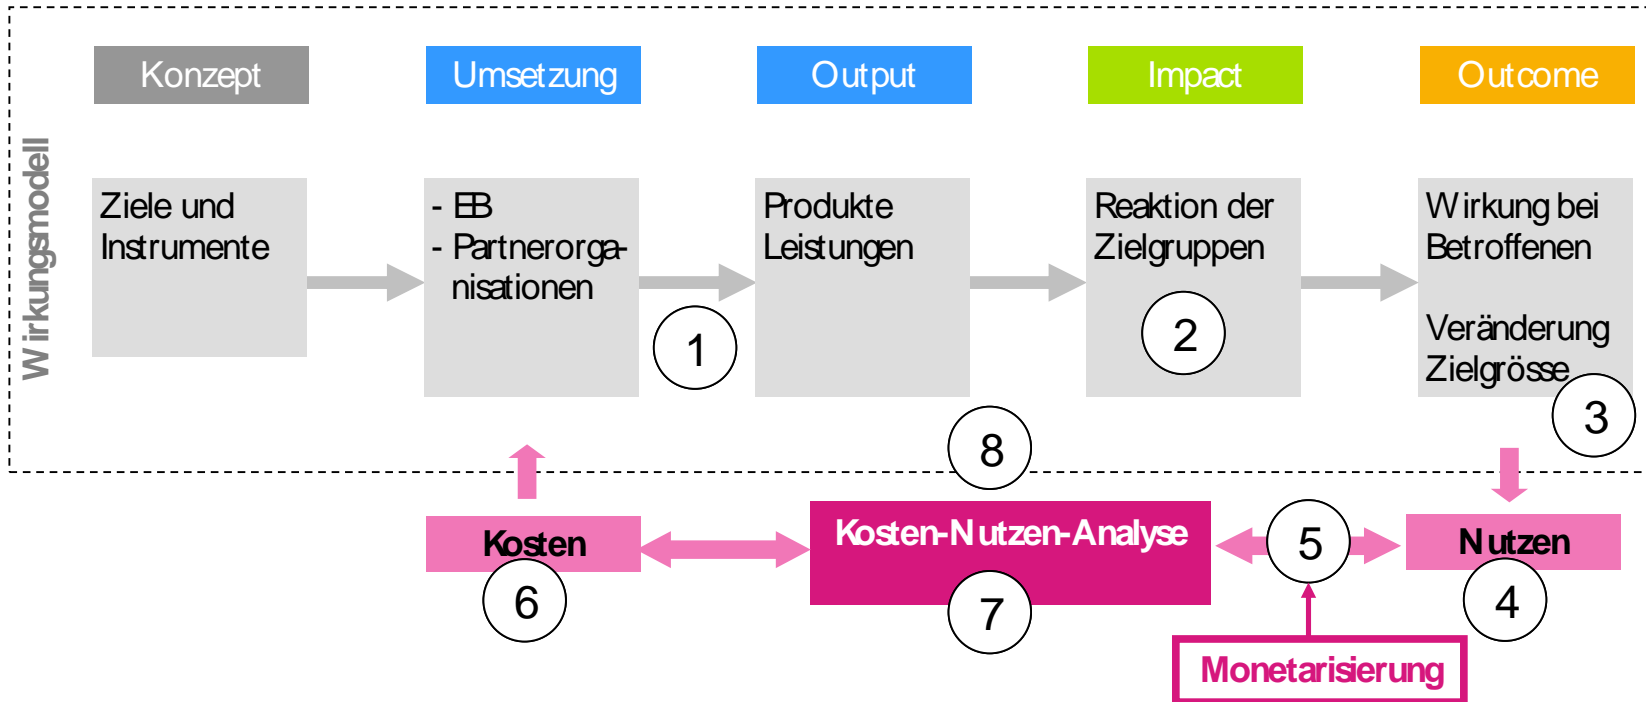 Konzept
Umsetzung
Output
Impact
Outcome
Wirkungsmodell
Ziele und
Instrumente
- EB
- Partnerorga-
nisationen
Produkte
Leistungen
Reaktion der
Zielgruppen
Wirkung bei
Betroffenen
Veränderung
Zielgrösse
1
2
3
8
Kosten
6
Kosten-Nutzen-Analyse
7
5
Nutzen
4
Monetarisierung